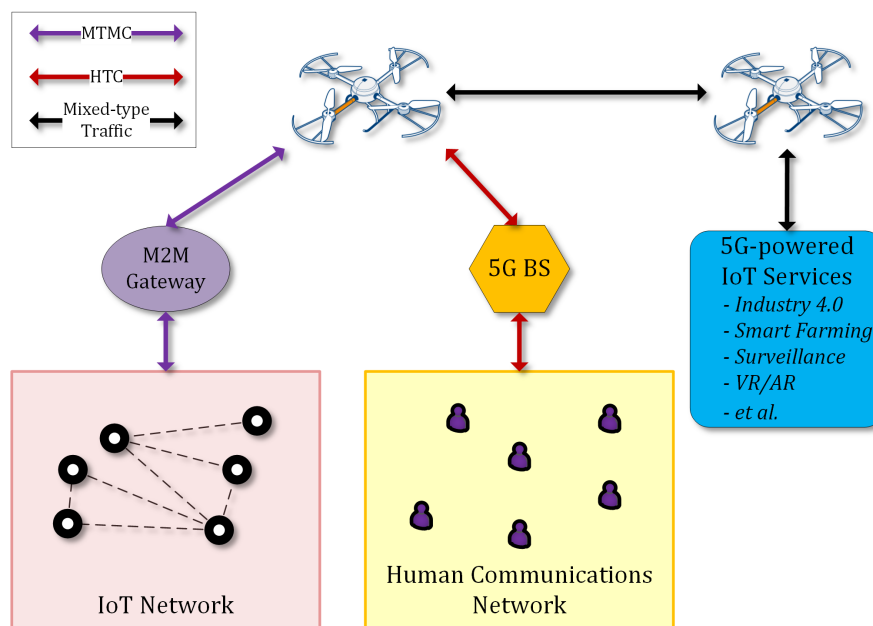 MTMC
HTC
Mixed-type
Traffic
M2M
Gateway
5G BS
5G-powered
IoT Services
- Industry 4.0
- Smart Farming
- Surveillance
- VR/AR
- et al.
IoT Network
Human Communications
Network